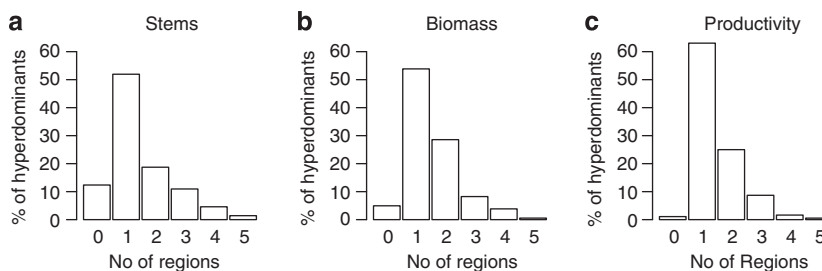 a Stems
% of hyperdominants
60
50
40
30
20
10
0
0 1 2 3 4 5
No of regions
b Biomass
% of hyperdominants
60
50
40
30
20
10
0
0 1 2 3 4 5
No of regions
c Productivity
% of hyperdominants
60
50
40
30
20
10
0
0 1 2 3 4 5
No of Regions